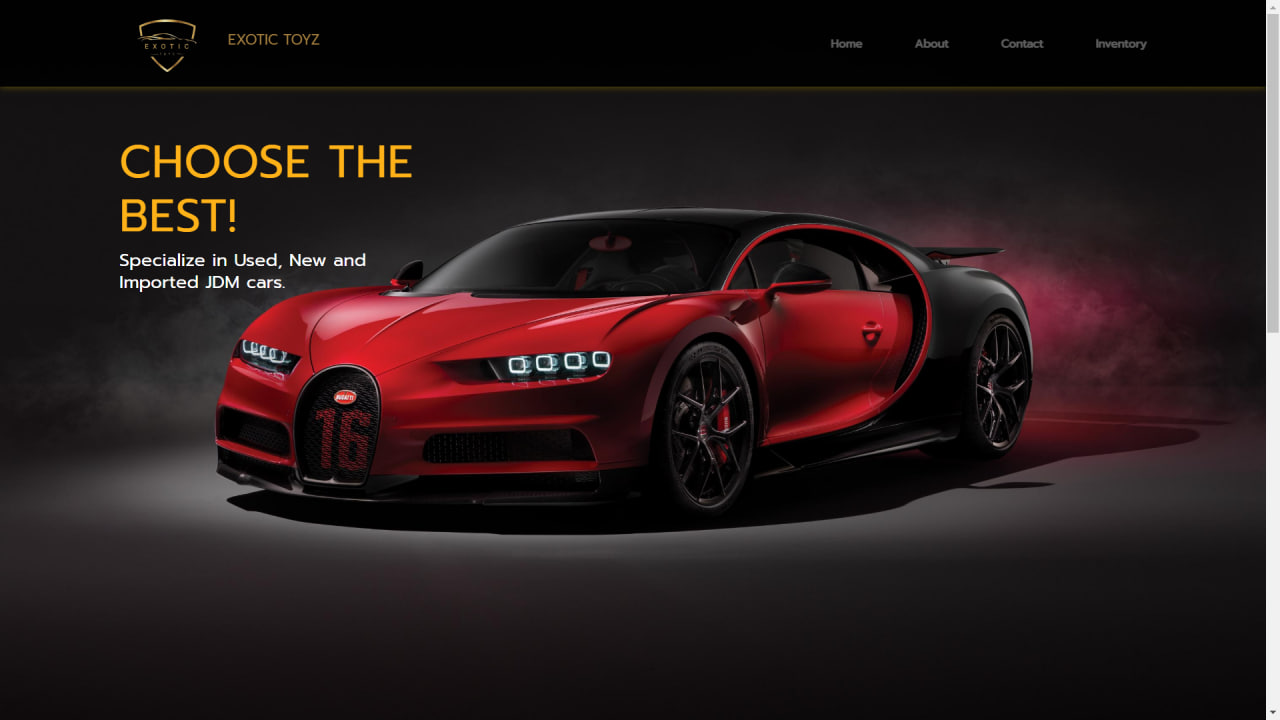 EXOTIC
EXOTIC TOYZ
Home
About
Contact
Inventory
CHOOSE THE
BEST!
Specialize in Used, New and
Imported JDM cars.
BUGATTI
16